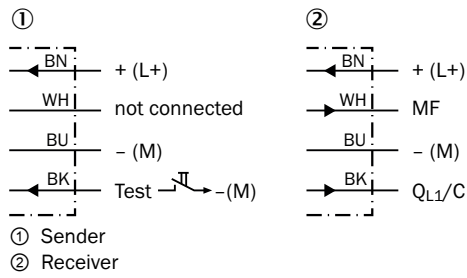 ① ②
BN + (L+) BN + (L+)
WH not connected WH MF
BU – (M) BU – (M)
BK Test –(M) BK QL1/C
① Sender
② Receiver